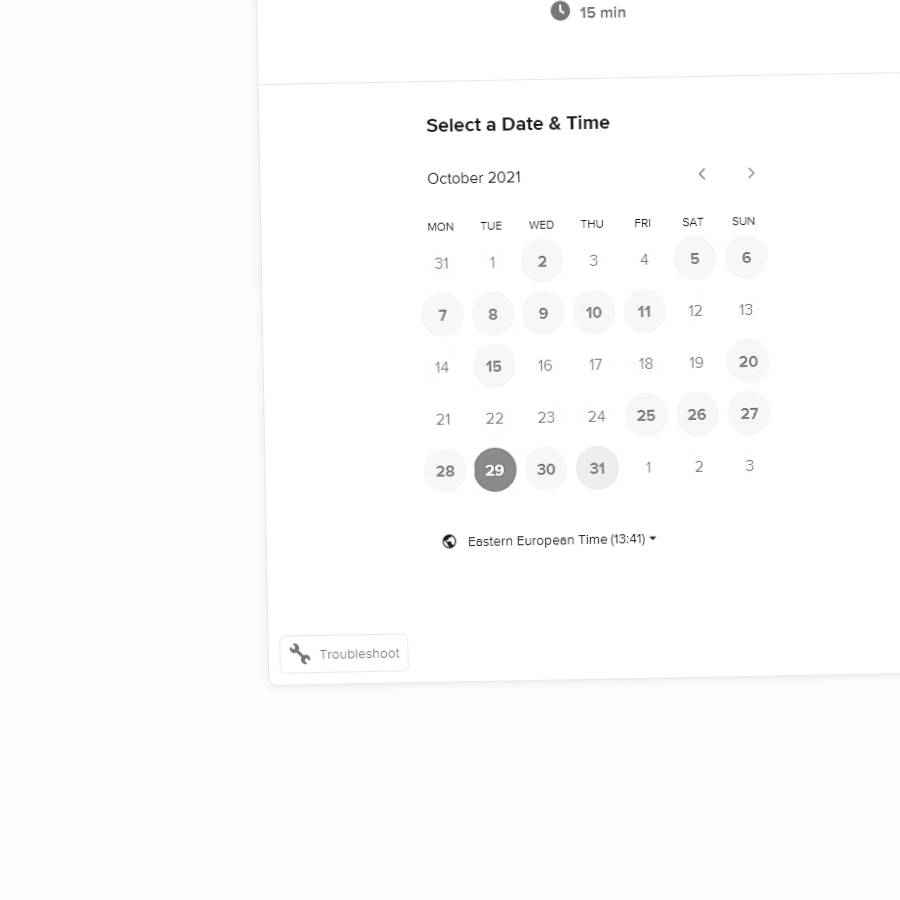 15 min
Select a Date & Time
October 2021
MON TUE WED THU FRI SAT SUN
31 1 2 3 4 5 6
7 8 9 10 11 12 13
14 15 16 17 18 19 20
21 22 23 24 25 26 27
28 29 30 31 1 2 3
Eastern European Time (13:41)
Troubleshoot